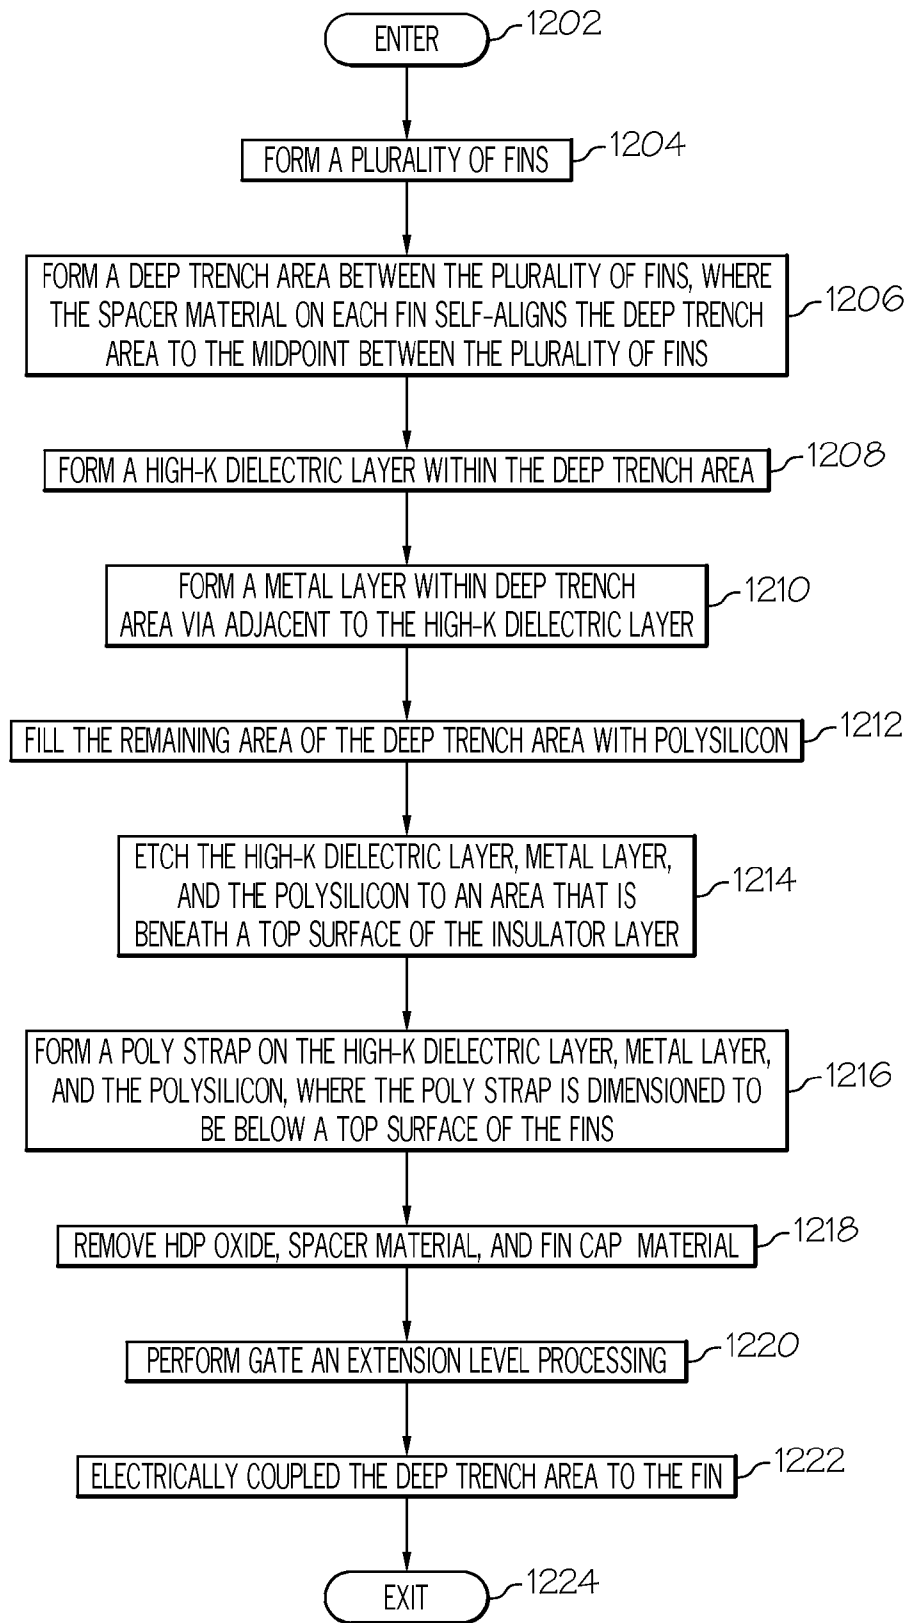 ENTER
1202
FORM A PLURALITY OF FINS
1204
FORM A DEEP TRENCH AREA BETWEEN THE PLURALITY OF FINS, WHERE
THE SPACER MATERIAL ON EACH FIN SELF-ALIGNS THE DEEP TRENCH
AREA TO THE MIDPOINT BETWEEN THE PLURALITY OF FINS
1206
FORM A HIGH-K DIELECTRIC LAYER WITHIN THE DEEP TRENCH AREA
1208
FORM A METAL LAYER WITHIN DEEP TRENCH
AREA VIA ADJACENT TO THE HIGH-K DIELECTRIC LAYER
1210
FILL THE REMAINING AREA OF THE DEEP TRENCH AREA WITH POLYSILICON
1212
ETCH THE HIGH-K DIELECTRIC LAYER, METAL LAYER,
AND THE POLYSILICON TO AN AREA THAT IS
BENEATH A TOP SURFACE OF THE INSULATOR LAYER
1214
FORM A POLY STRAP ON THE HIGH-K DIELECTRIC LAYER, METAL LAYER,
AND THE POLYSILICON, WHERE THE POLY STRAP IS DIMENSIONED TO
BE BELOW A TOP SURFACE OF THE FINS
1216
REMOVE HDP OXIDE, SPACER MATERIAL, AND FIN CAP MATERIAL
1218
PERFORM GATE AN EXTENSION LEVEL PROCESSING
1220
ELECTRICALLY COUPLED THE DEEP TRENCH AREA TO THE FIN
1222
EXIT
1224